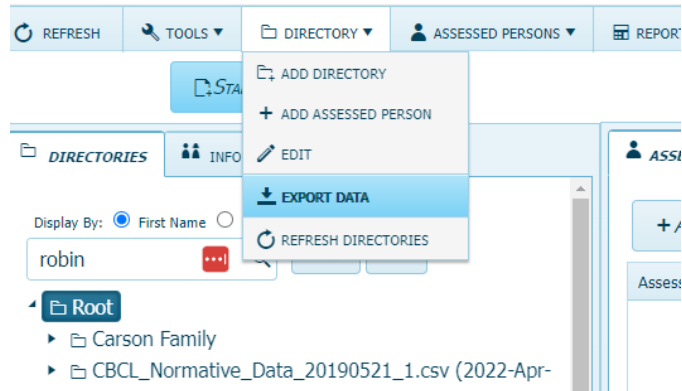 REFRESH TOOLS ▼ DIRECTORY ▼ ASSESSED PERSONS ▼
ADD DIRECTORY
+ ADD ASSESSED PERSON
DIRECTORIES
EDIT
EXPORT DATA
Display By: First Name
REFRESH DIRECTORIES
robin
Root
Carson Family
CBCL_Normative_Data_20190521_1.csv (2022-Apr-